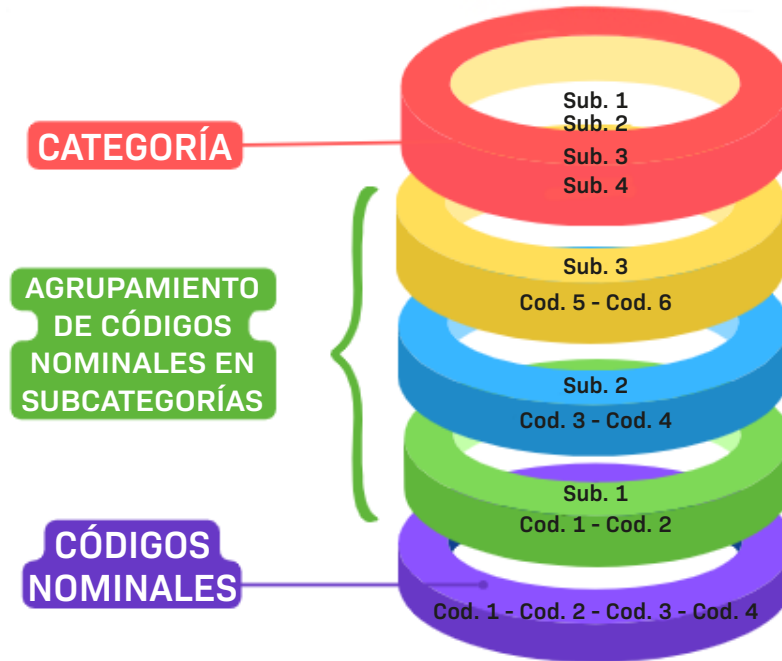 Sub. 1
Sub. 2
CATEGORÍA
Sub. 3
Sub. 4
AGRUPAMIENTO
DE CÓDIGOS
NOMINALES EN
SUBCATEGORÍAS
Sub. 3
Cod. 5 - Cod. 6
Sub. 2
Cod. 3 - Cod. 4
Sub. 1
Cod. 1 - Cod. 2
CÓDIGOS
NOMINALES
Cod. 1 - Cod. 2 - Cod. 3 - Cod. 4